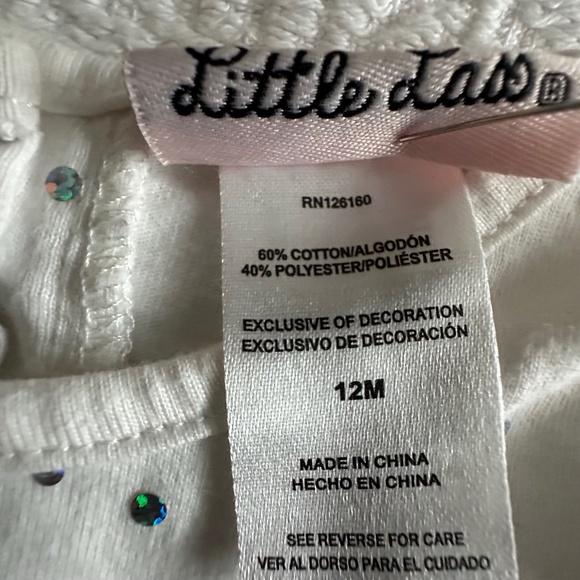 Little Lass®
RN126160
60% COTTON/ALGODÓN
40% POLYESTER/POLIÉSTER
EXCLUSIVE OF DECORATION
EXCLUSIVO DE DECORACIÓN
12M
MADE IN CHINA
HECHO EN CHINA
SEE REVERSE FOR CARE
VER AL DORSO PARA EL CUIDADO